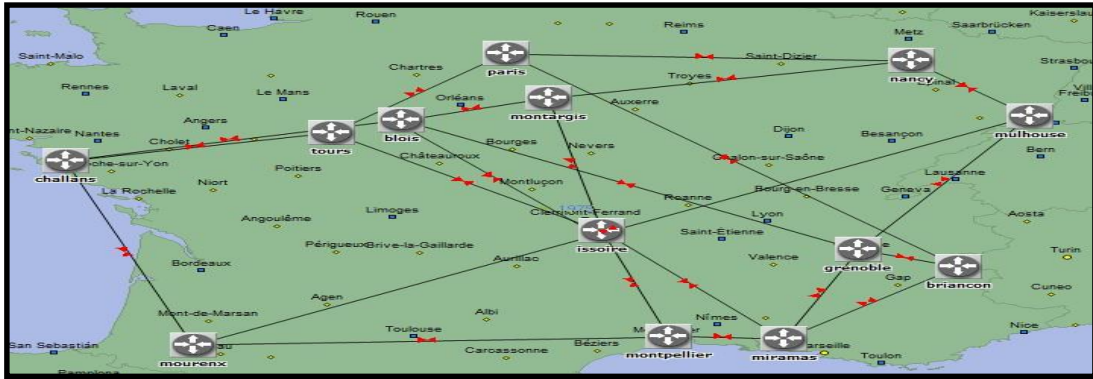 Le Havre
Rouen
Reims
Kaiserslau
Caen
Metz
Saarbrücken
Saint-Malo
paris
Saint-Dizier
nancy
Strasbou
Chartres
Troyes
Rennes
Laval
Le Mans
Orléans
montargis
Auxerre
Freibu
Angers
blois
mulhouse
Nantes
Cholet
tours
Bourges
Nevers
Dijon
Besançon
Bern
challans
Châteauroux
Poitiers
Lausanne
La Rochelle
Niort
Montluçon
Bourg-en-Bresse
Geneva
Limoges
Roanne
Angoulême
Clermont-Ferrand
Lyon
Aosta
issoire
Saint-Étienne
Périgueux
Brive-la-Gaillarde
Aurillac
Valence
grenoble
Turin
Bordeaux
Gap
briancon
Cuneo
Agen
Mont-de-Marsan
Albi
Nîmes
Toulouse
Nice
San Sebastián
mourenx
Carcassonne
Béziers
montpellier
miramas
Toulon
Pamplona